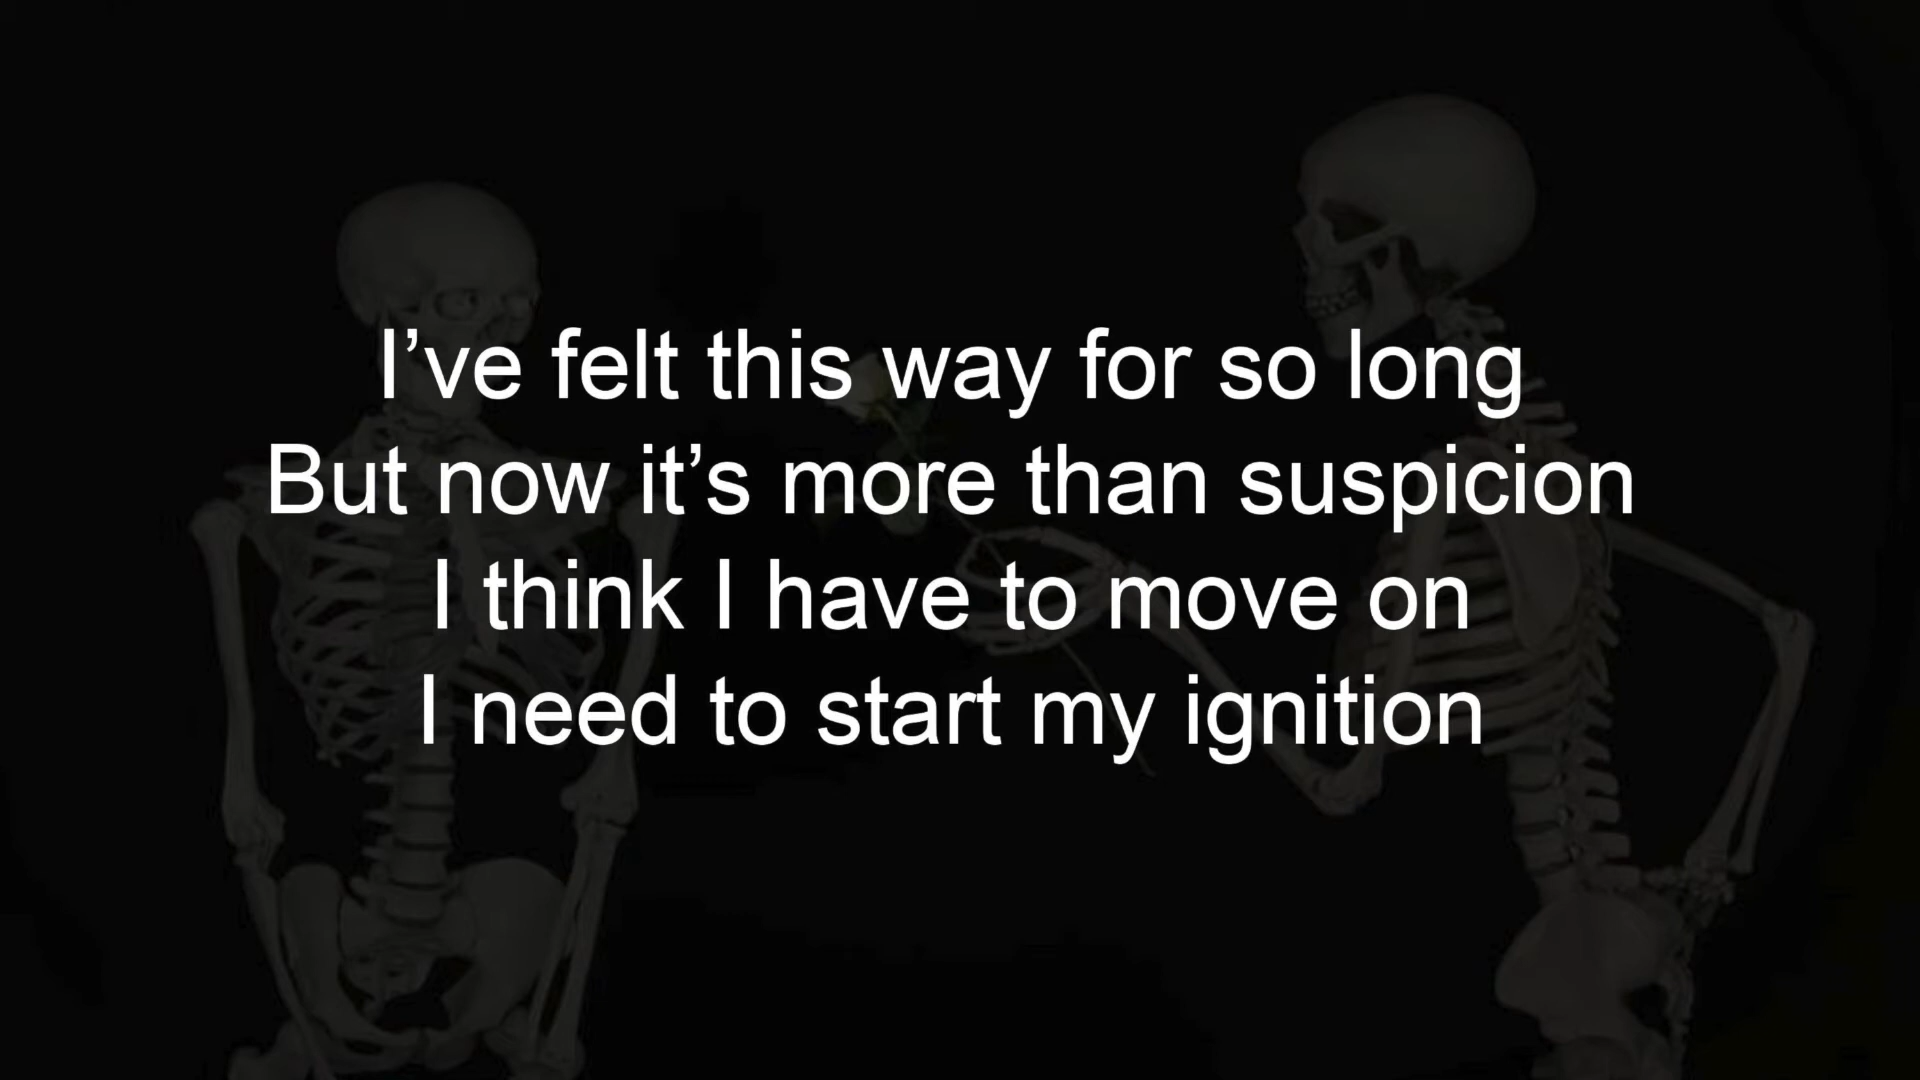 I’ve felt this way for so long
But now it’s more than suspicion
I think I have to move on
I need to start my ignition